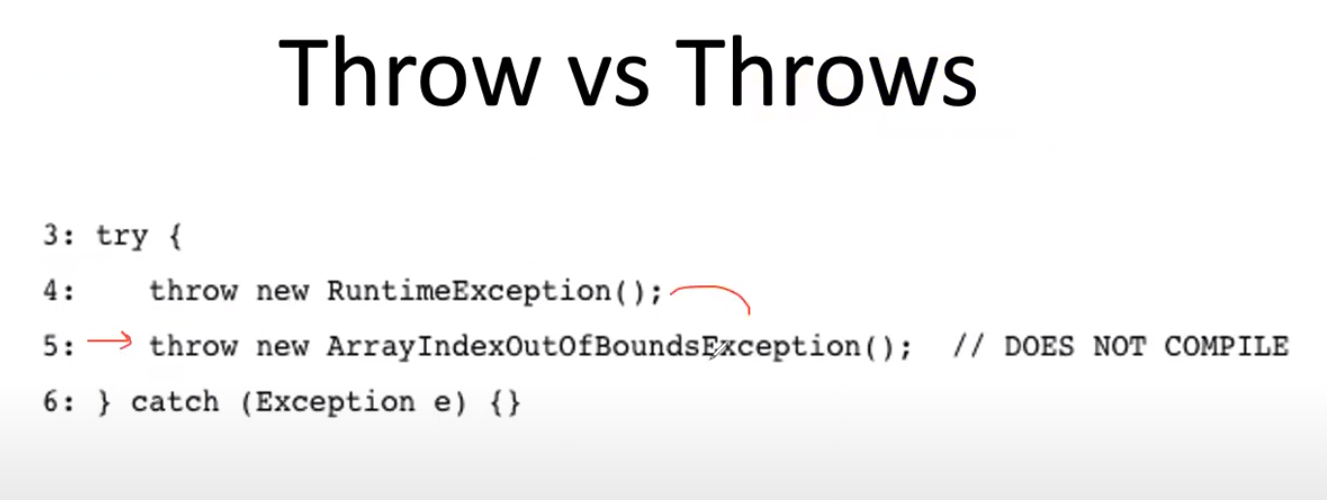 Throw vs Throws
3: try {
4:    throw new RuntimeException();
5:    throw new ArrayIndexOutOfBoundsException();  // DOES NOT COMPILE
6: } catch (Exception e) {}